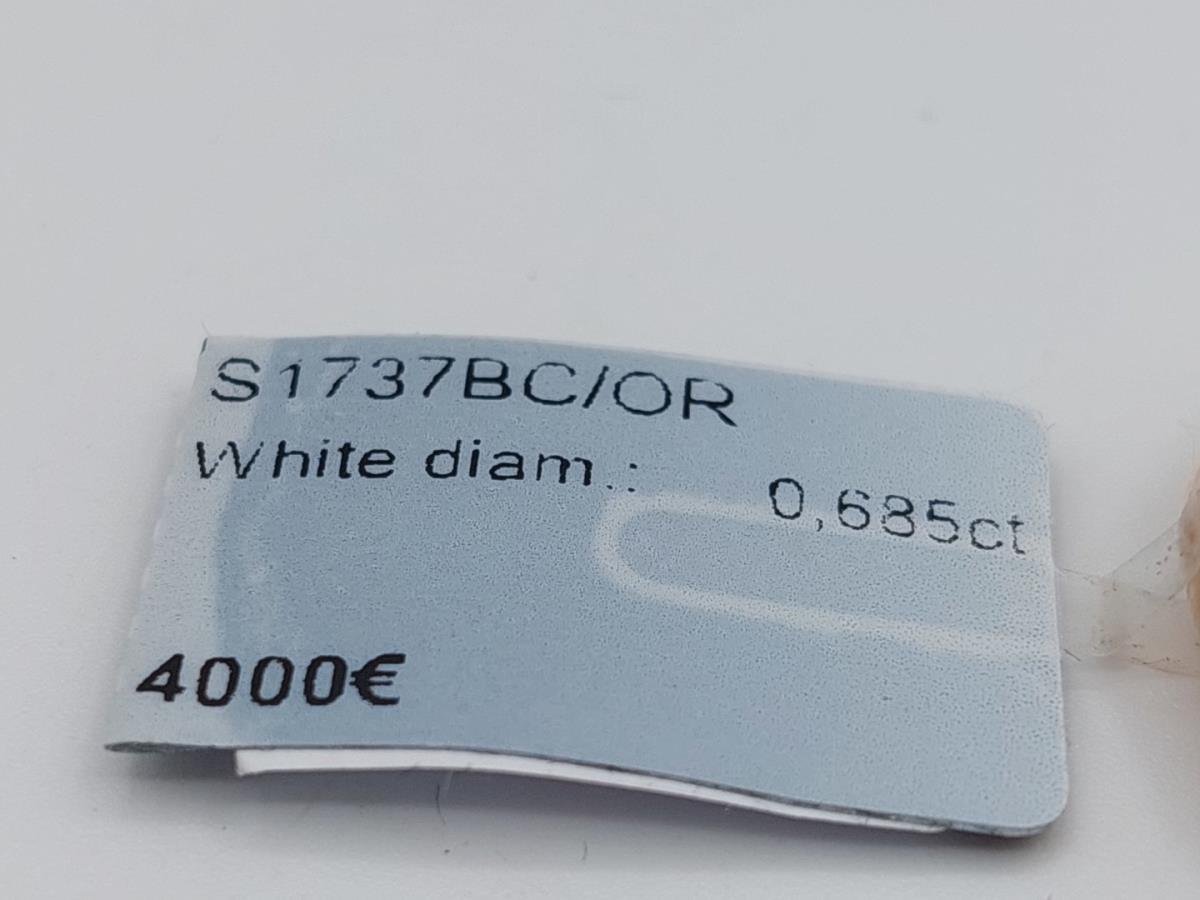 S1737BC/OR
White diam.: 0,685ct
4000€